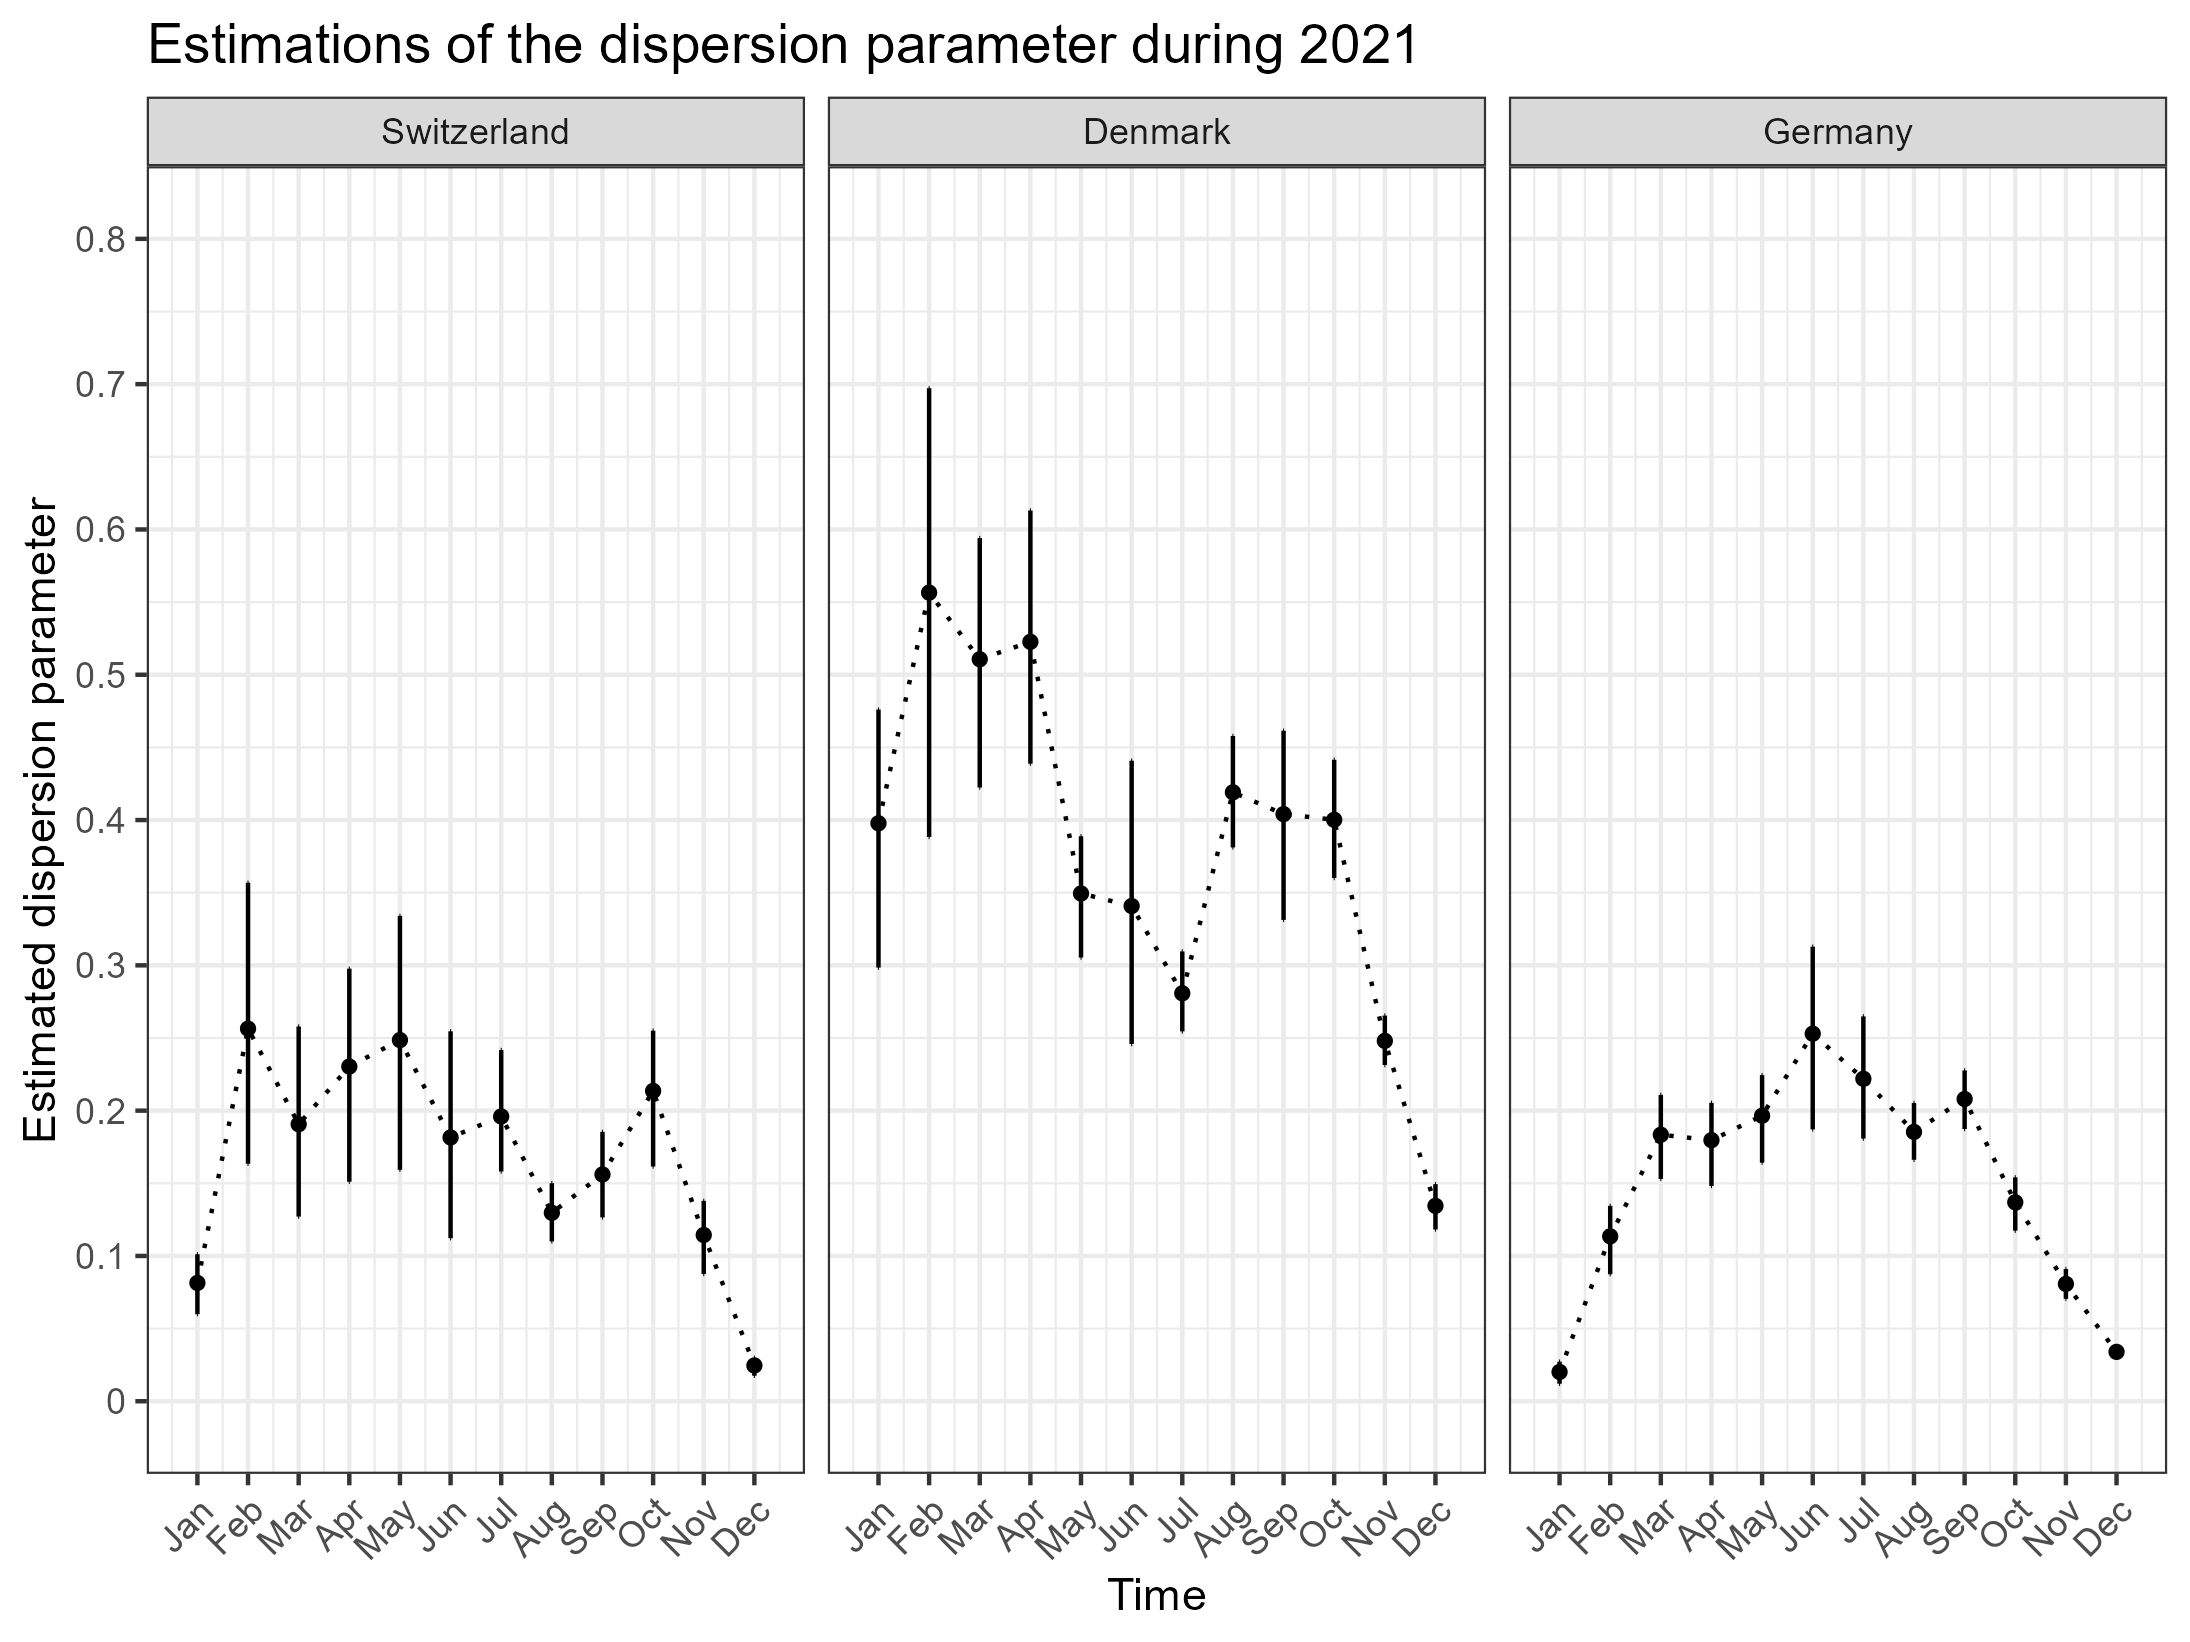 Estimations of the dispersion parameter during 2021
Switzerland
Denmark
Germany
Estimated dispersion parameter
0.8
0.7
0.6
0.5
0.4
0.3
0.2
0.1
0
Jan Feb Mar Apr May Jun Jul Aug Sep Oct Nov Dec
Jan Feb Mar Apr May Jun Jul Aug Sep Oct Nov Dec
Jan Feb Mar Apr May Jun Jul Aug Sep Oct Nov Dec
Time